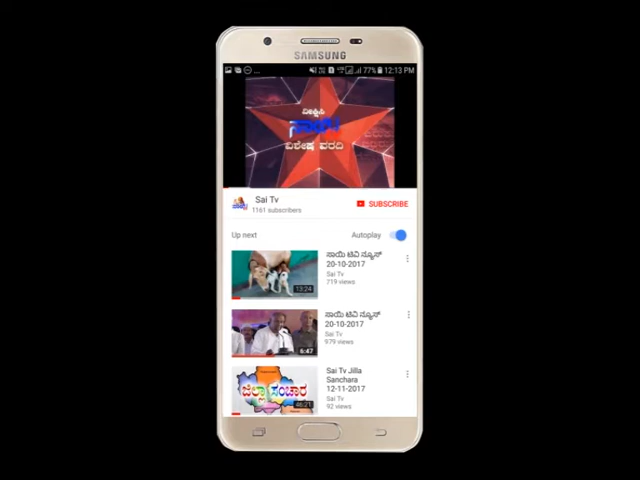 SAMSUNG
77% 12:13 PM
ವಿಶೇಷ ವರದಿ
Sai Tv
1161 subscribers
SUBSCRIBE
Up next
Autoplay
ಸಾಯಿ ಟಿವಿ ನ್ಯೂಸ್
20-10-2017
Sai Tv
719 views
13:24
ಸಾಯಿ ಟಿವಿ ನ್ಯೂಸ್
20-10-2017
Sai Tv
979 views
6:47
Sai Tv Jilla
Sanchara
12-11-2017
Sai Tv
92 views
ಜಿಲ್ಲಾ ಸಂಚಾರ
46:21